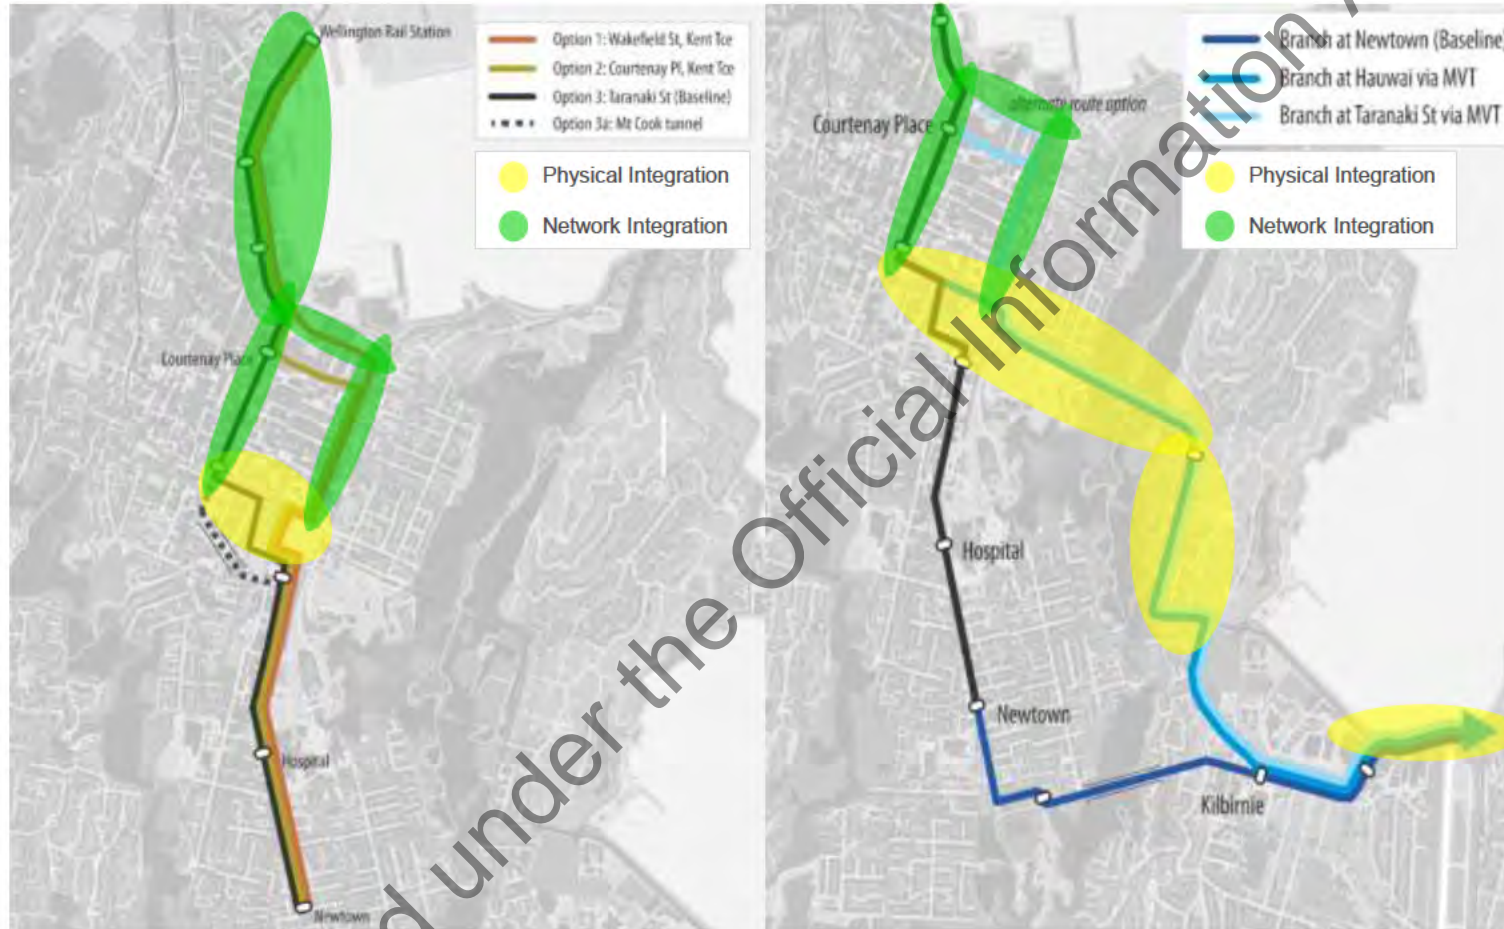 Wellington Rail Station
Option 1: Wakefield St, Kent Tce
Option 2: Courtenay Pl, Kent Tce
Option 3: Taranaki St (Baseline)
Option 3a: Mt Cook tunnel
Physical Integration
Network Integration
Courtenay Place
Hospital
Newtown
Branch at Newtown (Baseline)
Branch at Hauwai via MVT
Branch at Taranaki St via MVT
Physical Integration
Network Integration
alternate route option
Courtenay Place
Hospital
Newtown
Kilbirnie
d under the Official Information A